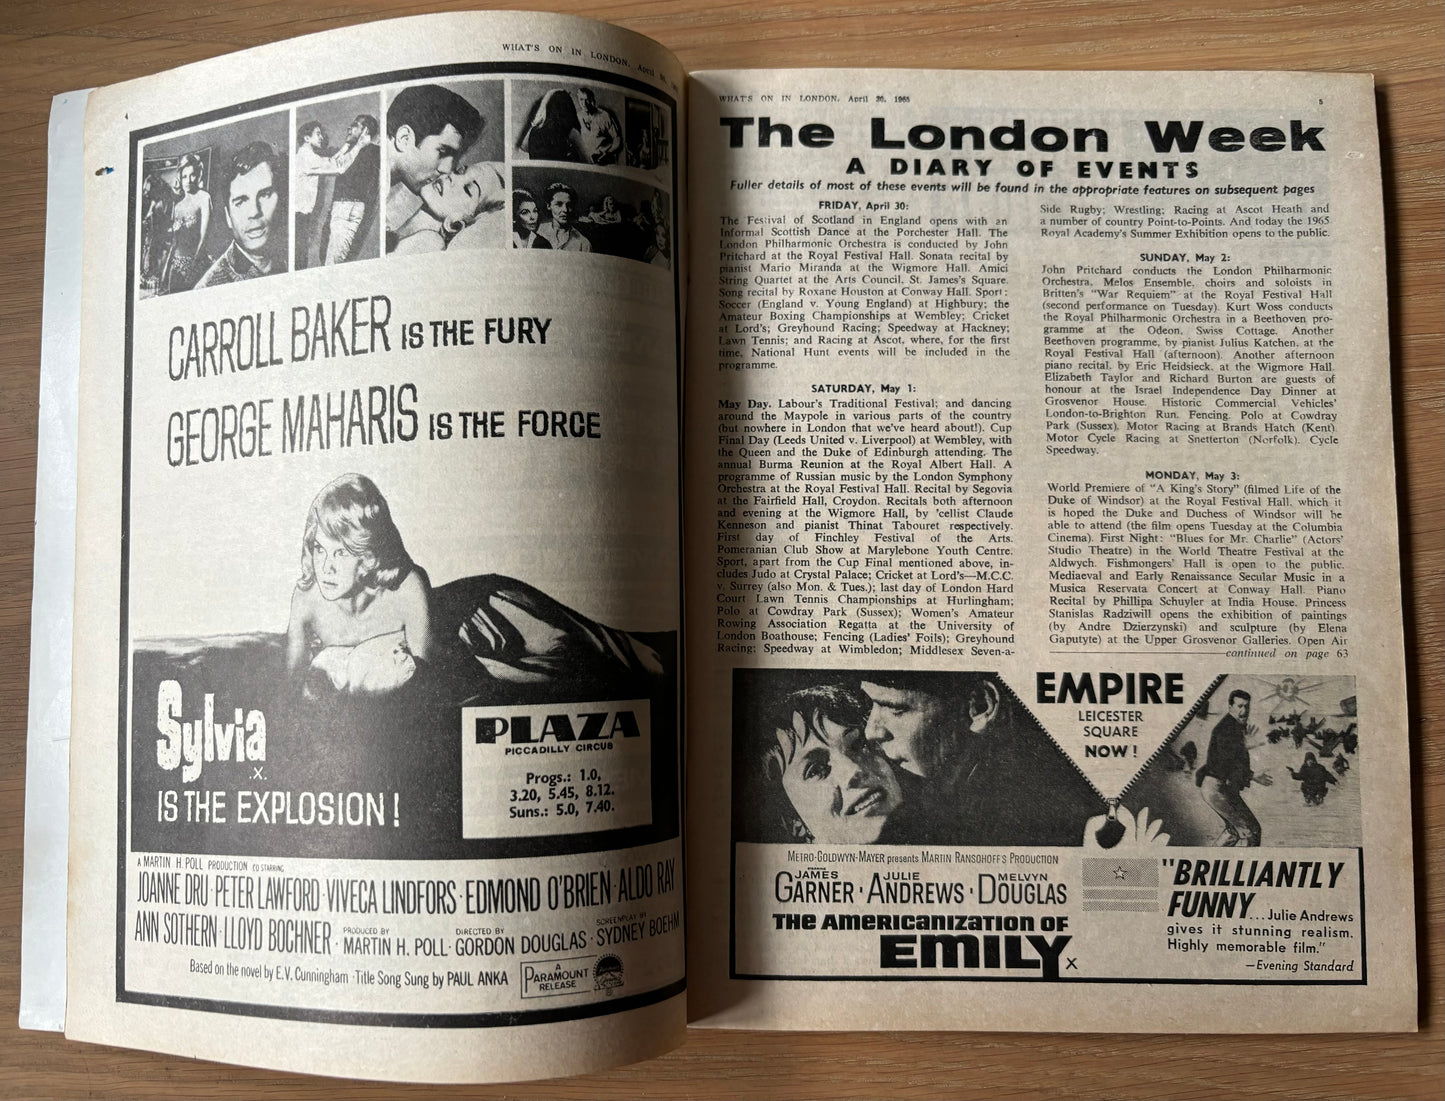 4
WHAT'S ON IN LONDON, April 30,
CARROLL BAKER IS THE FURY
GEORGE MAHARIS IS THE FORCE
Sylvia
.X.
IS THE EXPLOSION!
PLAZA
PICCADILLY CIRCUS
Progs.: 1.0,
3.20, 5.45, 8.12.
Suns.: 5.0, 7.40.
A MARTIN H. POLL PRODUCTION CO STARRING
JOANNE DRU · PETER LAWFORD · VIVECA LINDFORS · EDMOND O'BRIEN · ALDO RAY
ANN SOTHERN · LLOYD BOCHNER · PRODUCED BY MARTIN H. POLL · DIRECTED BY GORDON DOUGLAS · SCREENPLAY BY SYDNEY BOEHM
Based on the novel by E.V. Cunningham · Title Song Sung by PAUL ANKA
A
PARAMOUNT
RELEASE
WHAT'S ON IN LONDON, April 30, 1965
5
The London Week
A DIARY OF EVENTS
Fuller details of most of these events will be found in the appropriate features on subsequent pages
FRIDAY, April 30:
The Festival of Scotland in England opens with an
Informal Scottish Dance at the Porchester Hall. The
London Philharmonic Orchestra is conducted by John
Pritchard at the Royal Festival Hall. Sonata recital by
pianist Mario Miranda at the Wigmore Hall. Amici
String Quartet at the Arts Council, St. James's Square.
Song recital by Roxane Houston at Conway Hall. Sport:
Soccer (England v. Young England) at Highbury; the
Amateur Boxing Championships at Wembley; Cricket
at Lord's; Greyhound Racing; Speedway at Hackney;
Lawn Tennis; and Racing at Ascot, where, for the first
time, National Hunt events will be included in the
programme.
SATURDAY, May 1:
May Day. Labour's Traditional Festival; and dancing
around the Maypole in various parts of the country
(but nowhere in London that we've heard about!). Cup
Final Day (Leeds United v. Liverpool) at Wembley, with
the Queen and the Duke of Edinburgh attending. The
annual Burma Reunion at the Royal Albert Hall. A
programme of Russian music by the London Symphony
Orchestra at the Royal Festival Hall. Recital by Segovia
at the Fairfield Hall, Croydon. Recitals both afternoon
and evening at the Wigmore Hall, by 'cellist Claude
Kenneson and pianist Thinat Tabouret respectively.
First day of Finchley Festival of the Arts.
Pomeranian Club Show at Marylebone Youth Centre.
Sport, apart from the Cup Final mentioned above, in-
cludes Judo at Crystal Palace; Cricket at Lord's—M.C.C.
v. Surrey (also Mon. & Tues.); last day of London Hard
Court Lawn Tennis Championships at Hurlingham;
Polo at Cowdray Park (Sussex); Women's Amateur
Rowing Association Regatta at the University of
London Boathouse; Fencing (Ladies' Foils); Greyhound
Racing; Speedway at Wimbledon; Middlesex Seven-a-
Side Rugby; Wrestling; Racing at Ascot Heath and
a number of country Point-to-Points. And today the 1965
Royal Academy's Summer Exhibition opens to the public.
SUNDAY, May 2:
John Pritchard conducts the London Philharmonic
Orchestra, Melos Ensemble, choirs and soloists in
Britten's "War Requiem" at the Royal Festival Hall
(second performance on Tuesday). Kurt Woss conducts
the Royal Philharmonic Orchestra in a Beethoven pro-
gramme at the Odeon, Swiss Cottage. Another
Beethoven programme, by pianist Julius Katchen, at the
Royal Festival Hall (afternoon). Another afternoon
piano recital, by Eric Heidsieck, at the Wigmore Hall.
Elizabeth Taylor and Richard Burton are guests of
honour at the Israel Independence Day Dinner at
Grosvenor House. Historic Commercial Vehicles'
London-to-Brighton Run. Fencing. Polo at Cowdray
Park (Sussex). Motor Racing at Brands Hatch (Kent).
Motor Cycle Racing at Snetterton (Norfolk). Cycle
Speedway.
MONDAY, May 3:
World Premiere of "A King's Story" (filmed Life of the
Duke of Windsor) at the Royal Festival Hall, which it
is hoped the Duke and Duchess of Windsor will be
able to attend (the film opens Tuesday at the Columbia
Cinema). First Night: "Blues for Mr. Charlie" (Actors'
Studio Theatre) in the World Theatre Festival at the
Aldwych. Fishmongers' Hall is open to the public.
Mediaeval and Early Renaissance Secular Music in a
Musica Reservata Concert at Conway Hall. Piano
Recital by Phillipa Schuyler at India House. Princess
Stanislas Radziwill opens the exhibition of paintings
(by Andre Dzierzynski) and sculpture (by Elena
Gaputyte) at the Upper Grosvenor Galleries. Open Air
continued on page 63
EMPIRE
LEICESTER
SQUARE
NOW!
METRO-GOLDWYN-MAYER presents MARTIN RANSOHOFF'S PRODUCTION
JAMES GARNER · JULIE ANDREWS · MELVYN DOUGLAS
THE AMERICANIZATION OF
EMILY X
"BRILLIANTLY
FUNNY ... Julie Andrews
gives it stunning realism.
Highly memorable film."
—Evening Standard